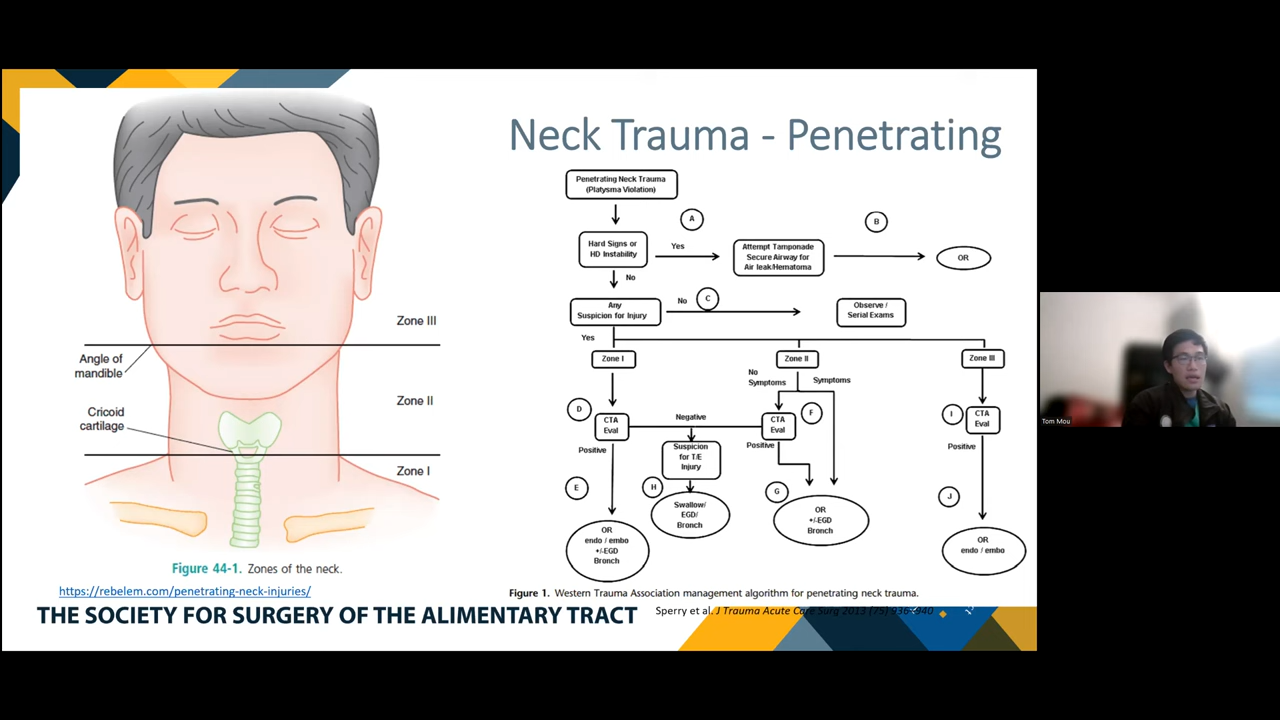 Neck Trauma - Penetrating
Zone III
Angle of
mandible
Zone II
Cricoid
cartilage
Zone I
Figure 44-1. Zones of the neck.
https://rebelem.com/penetrating-neck-injuries/
Penetrating Neck Trauma
(Platysma Violation)
A
B
Hard Signs or
HD Instability
Yes
Attempt Tamponade
Secure Airway for
Air leak/Hematoma
OR
No
Any
Suspicion for Injury
No
C
Observe /
Serial Exams
Yes
Zone I
Zone II
Zone III
No
Symptoms
Symptoms
D
CTA
Eval
Negative
CTA
Eval
F
I
CTA
Eval
Positive
Suspicion
for T/E
Injury
Positive
Positive
E
H
G
J
Swallow/
EGD/
Bronch
OR
+/-EGD
Bronch
OR
endo / embo
+/-EGD
Bronch
OR
endo / embo
Figure 1. Western Trauma Association management algorithm for penetrating neck trauma.
THE SOCIETY FOR SURGERY OF THE ALIMENTARY TRACT
Sperry et al. J Trauma Acute Care Surg 2013 (75) 936-940
Tom Mou